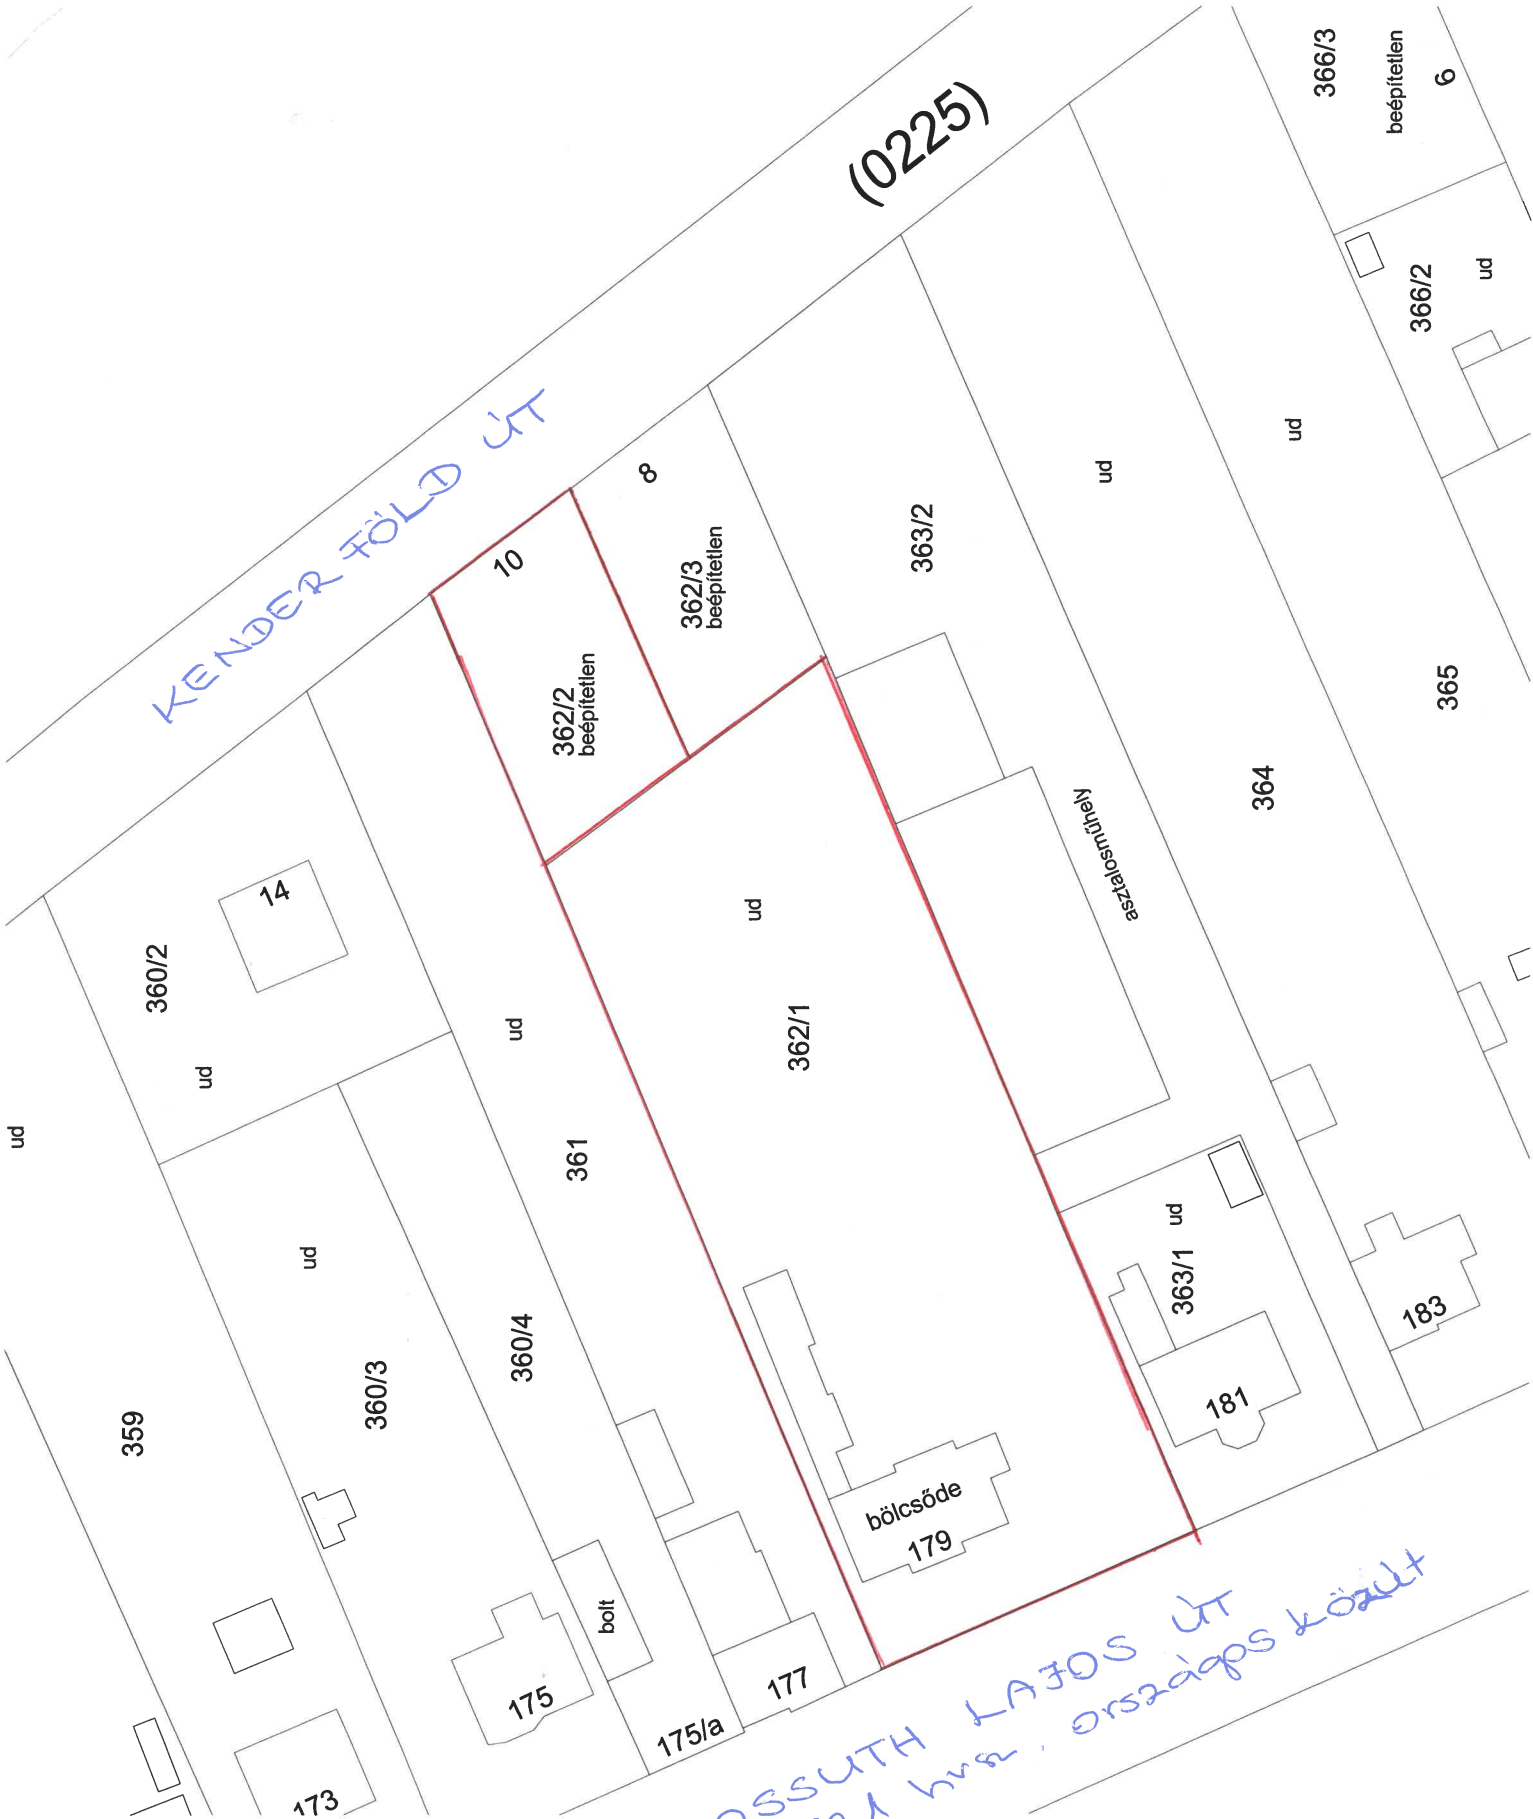 366/3
beépítetlen
6
(0225)
366/2
ud
KENDER FÖLD ÚT
8
10
362/3
beépítetlen
363/2
ud
ud
362/2
beépítetlen
365
364
asztalosműhely
14
360/2
ud
ud
362/1
ud
361
ud
ud
363/1
ud
360/3
360/4
359
183
181
bölcsőde
179
bolt
175
177
175/a
173
LAJOS ÚT
hrsz. országos közút